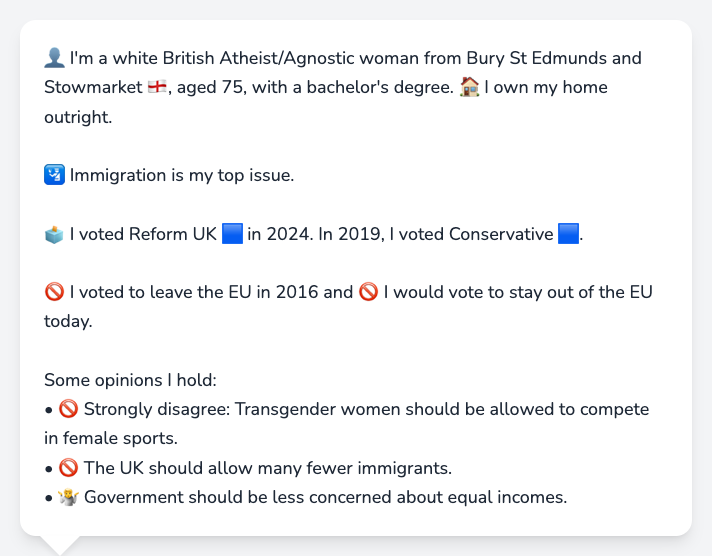 👤 I'm a white British Atheist/Agnostic woman from Bury St Edmunds and
Stowmarket 🏴󠁧󠁢󠁥󠁮󠁧󠁿, aged 75, with a bachelor's degree. 🏠 I own my home
outright.
🛂 Immigration is my top issue.
🗳️ I voted Reform UK 🟦 in 2024. In 2019, I voted Conservative 🟦.
🚫 I voted to leave the EU in 2016 and 🚫 I would vote to stay out of the EU
today.
Some opinions I hold:
• 🚫 Strongly disagree: Transgender women should be allowed to compete
in female sports.
• 🚫 The UK should allow many fewer immigrants.
• 🤷 Government should be less concerned about equal incomes.